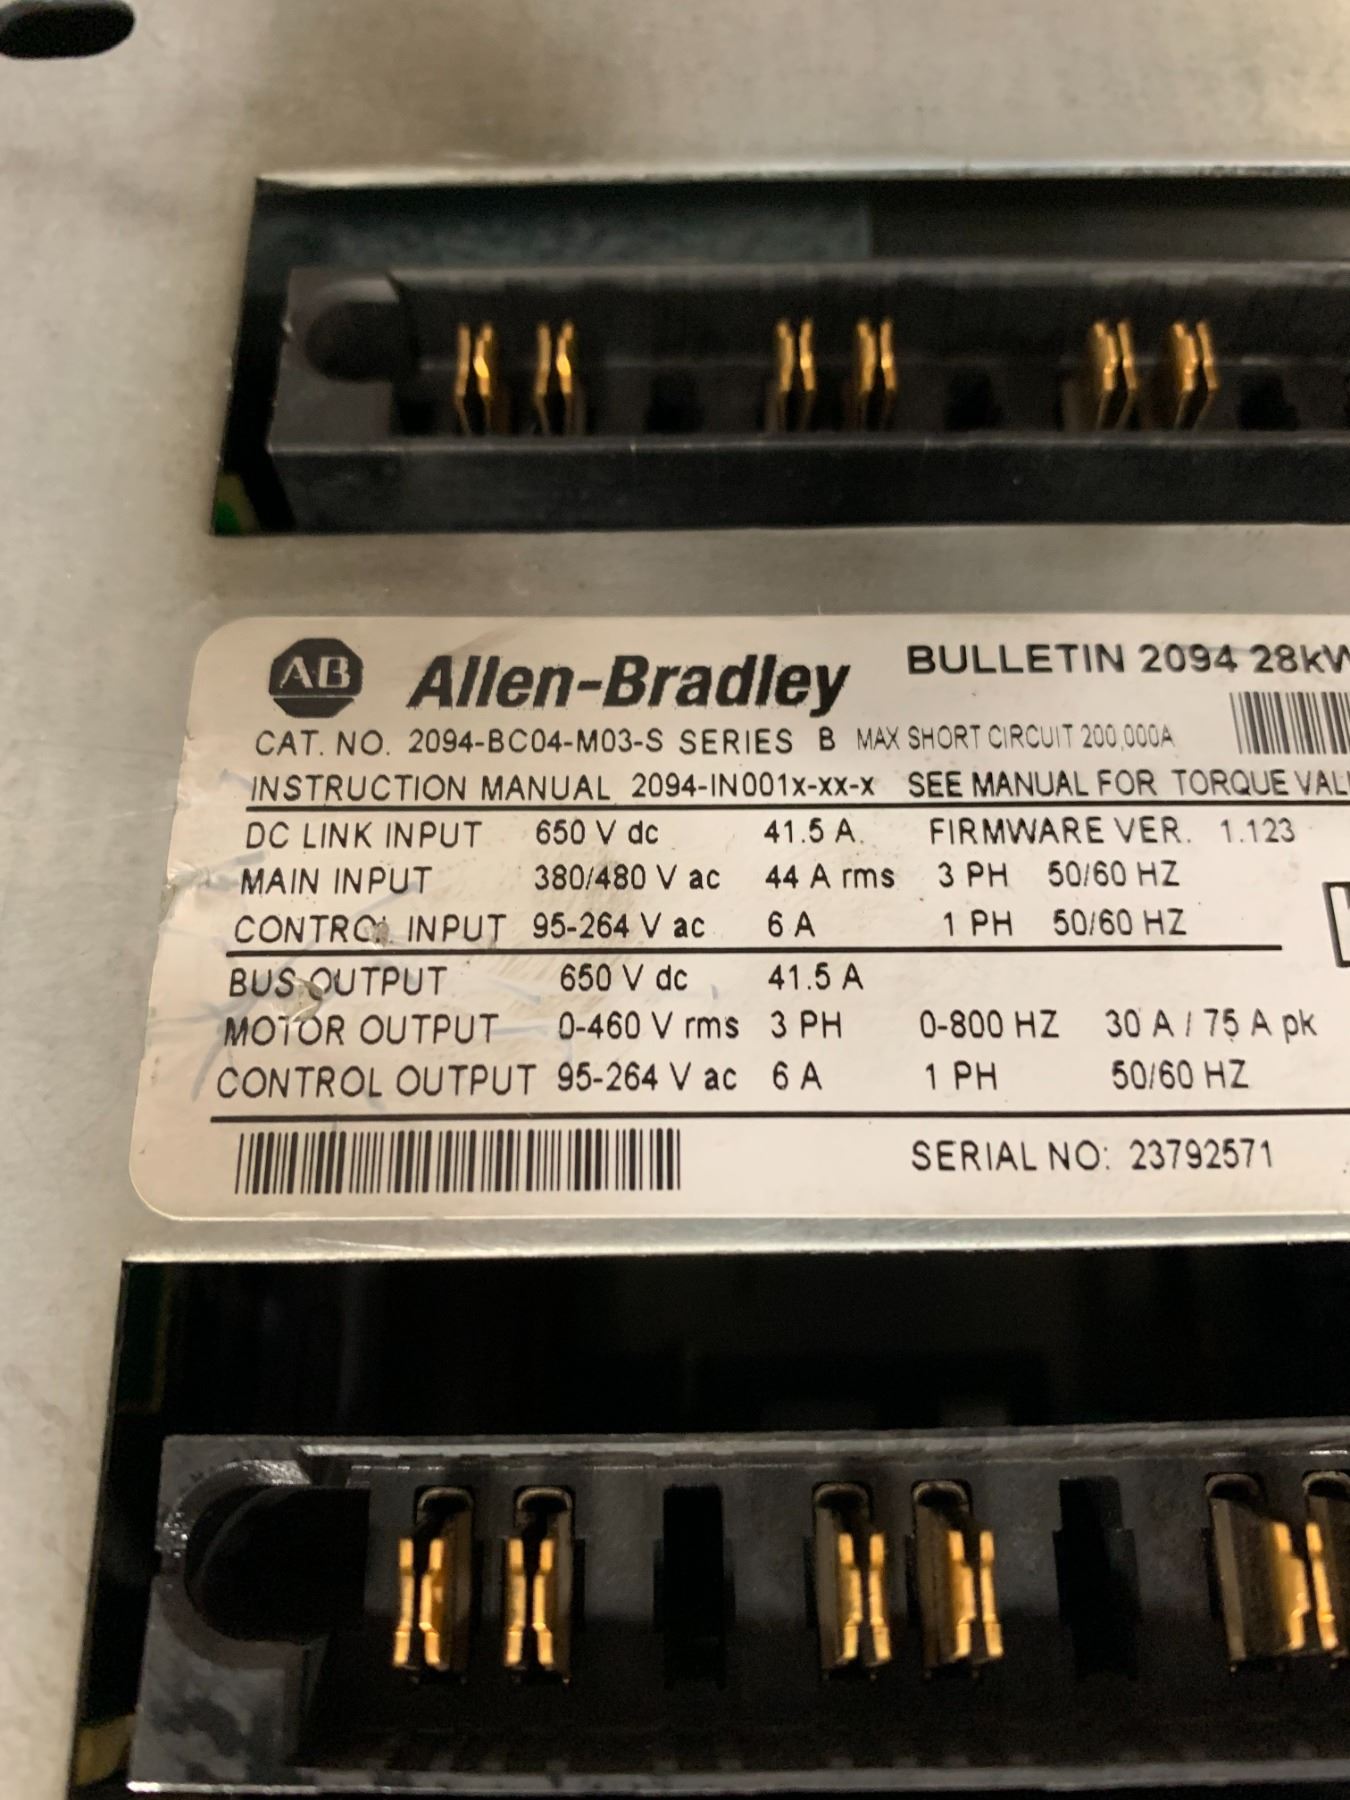 AB Allen-Bradley BULLETIN 2094 28kW
CAT. NO. 2094-BC04-M03-S SERIES B MAX SHORT CIRCUIT 200,000A
INSTRUCTION MANUAL 2094-IN001x-xx-x SEE MANUAL FOR TORQUE VAL
DC LINK INPUT 650 V dc 41.5 A. FIRMWARE VER. 1.123
MAIN INPUT 380/480 V ac 44 A rms 3 PH 50/60 HZ
CONTROL INPUT 95-264 V ac 6 A 1 PH 50/60 HZ
BUS OUTPUT 650 V dc 41.5 A
MOTOR OUTPUT 0-460 V rms 3 PH 0-800 HZ 30 A / 75 A pk
CONTROL OUTPUT 95-264 V ac 6 A 1 PH 50/60 HZ
SERIAL NO: 23792571